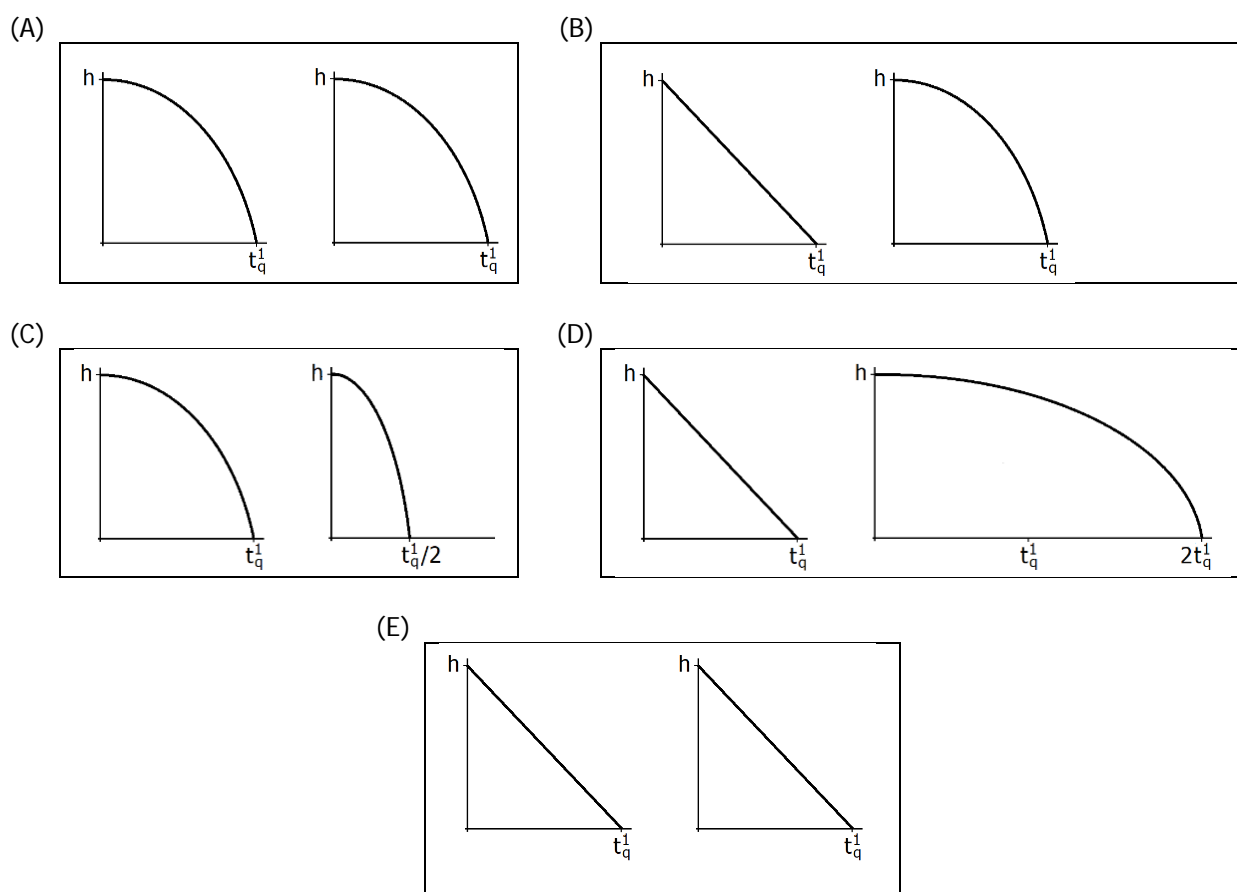 (A) (B)
h h h h
t_q^1 t_q^1 t_q^1 t_q^1
(C) (D)
h h h h
t_q^1 t_q^1/2 t_q^1 t_q^1 2t_q^1
(E)
h h
t_q^1 t_q^1